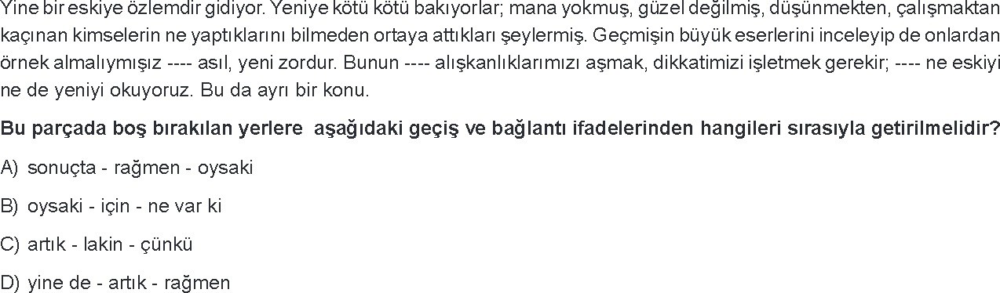 Yine bir eskiye özlemdir gidiyor. Yeniye kötü kötü bakıyorlar; mana yokmuş, güzel değilmiş, düşünmekten, çalışmaktan
kaçınan kimselerin ne yaptıklarını bilmeden ortaya attıkları şeylermiş. Geçmişin büyük eserlerini inceleyip de onlardan
örnek almalıymışız ---- asıl, yeni zordur. Bunun ---- alışkanlıklarımızı aşmak, dikkatimizi işletmek gerekir; ---- ne eskiyi
ne de yeniyi okuyoruz. Bu da ayrı bir konu.
Bu parçada boş bırakılan yerlere aşağıdaki geçiş ve bağlantı ifadelerinden hangileri sırasıyla getirilmelidir?
A) sonuçta - rağmen - oysaki
B) oysaki - için - ne var ki
C) artık - lakin - çünkü
D) yine de - artık - rağmen